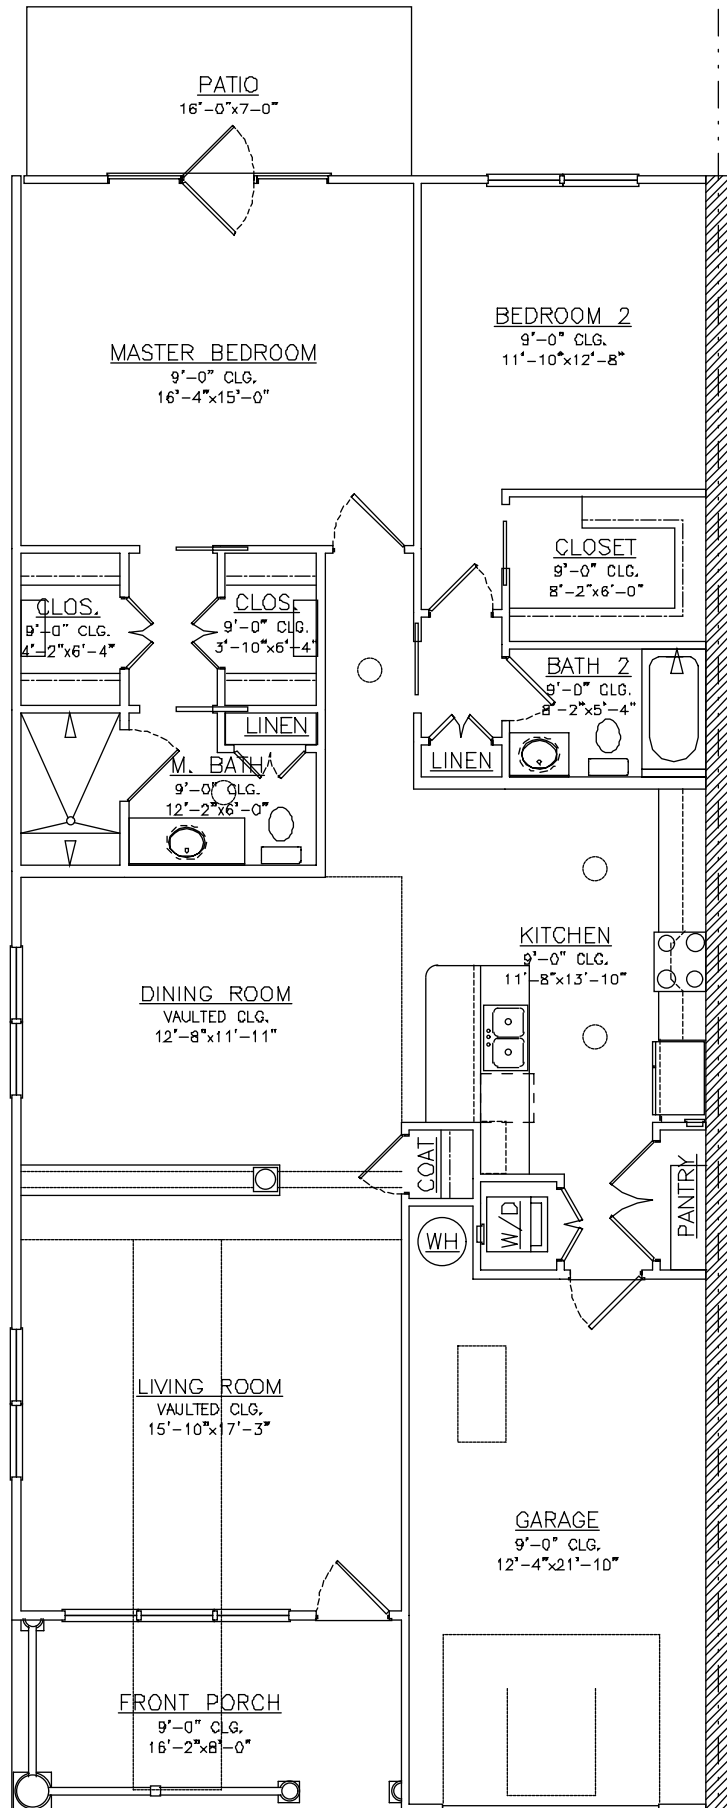 PATIO
16'-0"x7-0"
BEDROOM 2
9'-0" CLG.
11'-10"x12'-8"
MASTER BEDROOM
9'-0" CLG.
16'-4"x15'-0"
CLOSET
9'-0" CLG.
8'-2"x6'-0"
CLOS.
9'-0" CLG.
4'-2"x6'-4"
CLOS.
9'-0" CLG.
3'-10"x6'-4"
BATH 2
9'-0" CLG.
8'-2"x5'-4"
LINEN
LINEN
M. BATH
9'-0" CLG.
12'-2"x6'-0"
KITCHEN
9'-0" CLG.
11'-8"x13'-10"
DINING ROOM
VAULTED CLG.
12'-8"x11'-11"
COAT
PANTRY
W/D
WH
LIVING ROOM
VAULTED CLG.
15'-10"x17'-3"
GARAGE
9'-0" CLG.
12'-4"x21'-10"
FRONT PORCH
9'-0" CLG.
16'-2"x8'-0"